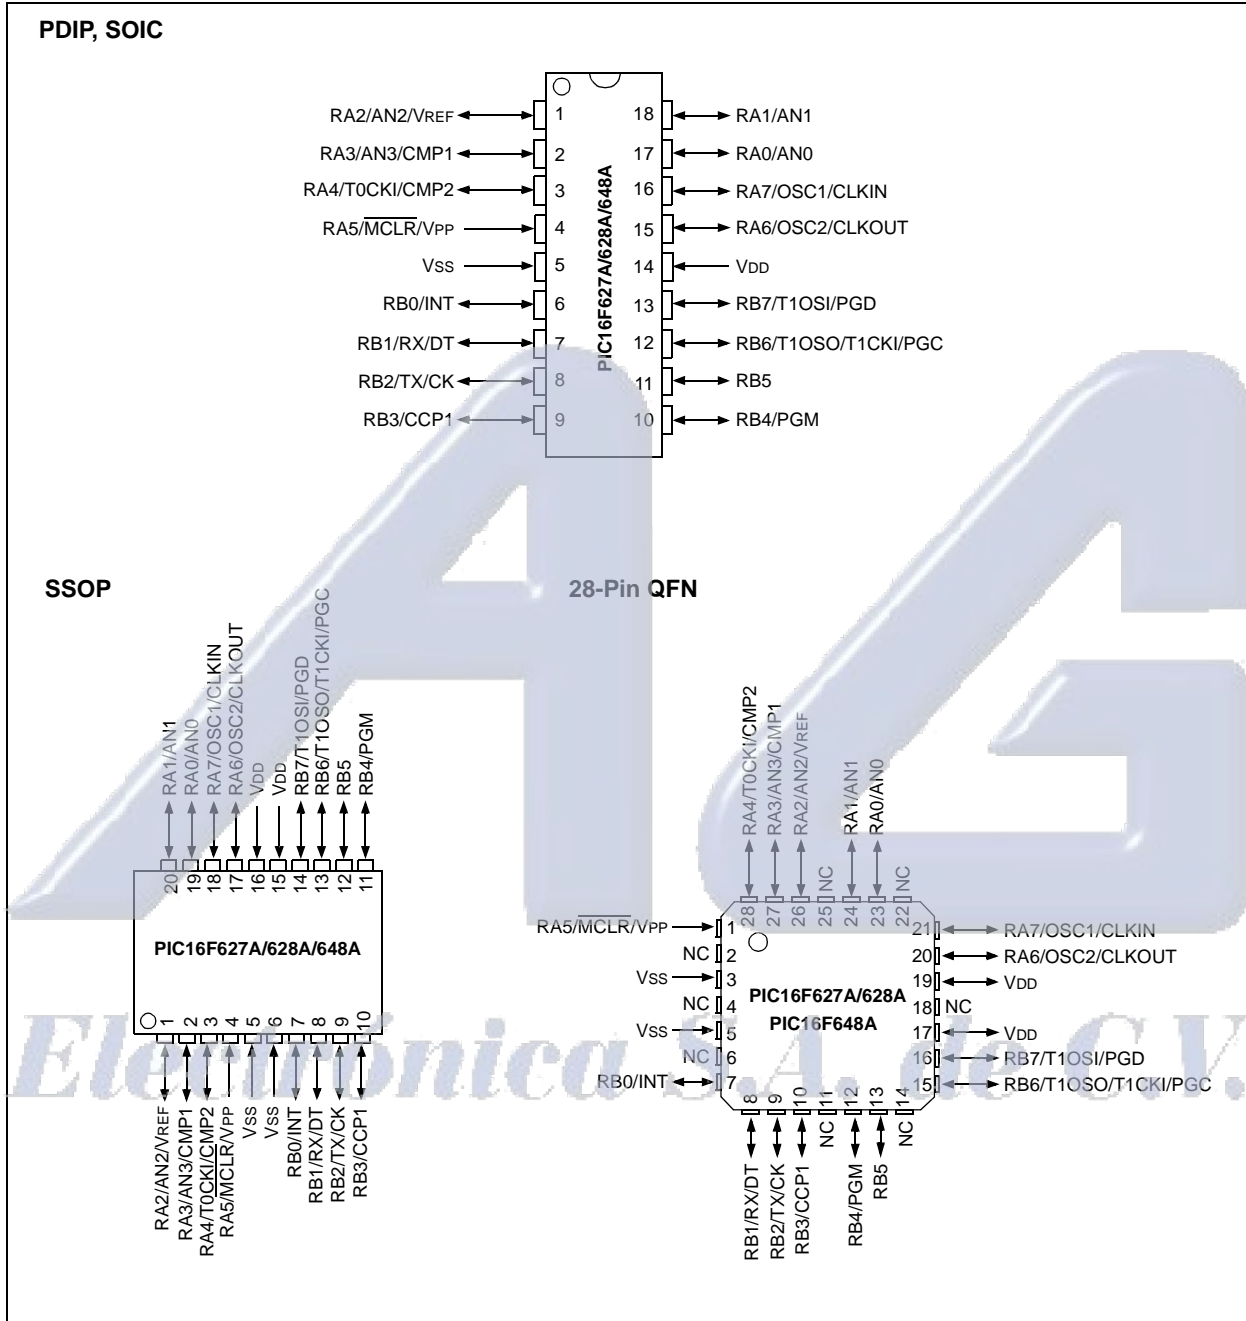 PDIP, SOIC
RA2/AN2/VREF 1 18 RA1/AN1
RA3/AN3/CMP1 2 17 RA0/AN0
RA4/T0CKI/CMP2 3 16 RA7/OSC1/CLKIN
RA5/MCLR/VPP 4 15 RA6/OSC2/CLKOUT
VSS 5 14 VDD
RB0/INT 6 13 RB7/T1OSI/PGD
RB1/RX/DT 7 12 RB6/T1OSO/T1CKI/PGC
RB2/TX/CK 8 11 RB5
RB3/CCP1 9 10 RB4/PGM
PIC16F627A/628A/648A
SSOP
RA1/AN1
RA0/AN0
RA7/OSC1/CLKIN
RA6/OSC2/CLKOUT
VDD
VDD
RB7/T1OSI/PGD
RB6/T1OSO/T1CKI/PGC
RB5
RB4/PGM
20 19 18 17 16 15 14 13 12 11
PIC16F627A/628A/648A
1 2 3 4 5 6 7 8 9 10
RA2/AN2/VREF
RA3/AN3/CMP1
RA4/T0CKI/CMP2
RA5/MCLR/VPP
VSS
VSS
RB0/INT
RB1/RX/DT
RB2/TX/CK
RB3/CCP1
28-Pin QFN
RA4/T0CKI/CMP2
RA3/AN3/CMP1
RA2/AN2/VREF
NC
RA1/AN1
RA0/AN0
NC
28 27 26 25 24 23 22
RA5/MCLR/VPP 1 21 RA7/OSC1/CLKIN
NC 2 20 RA6/OSC2/CLKOUT
VSS 3 19 VDD
NC 4 18 NC
VSS 5 17 VDD
NC 6 16 RB7/T1OSI/PGD
RB0/INT 7 15 RB6/T1OSO/T1CKI/PGC
PIC16F627A/628A
PIC16F648A
8 9 10 11 12 13 14
RB1/RX/DT
RB2/TX/CK
RB3/CCP1
NC
RB4/PGM
RB5
NC
AG
Electrónica S.A. de C.V.